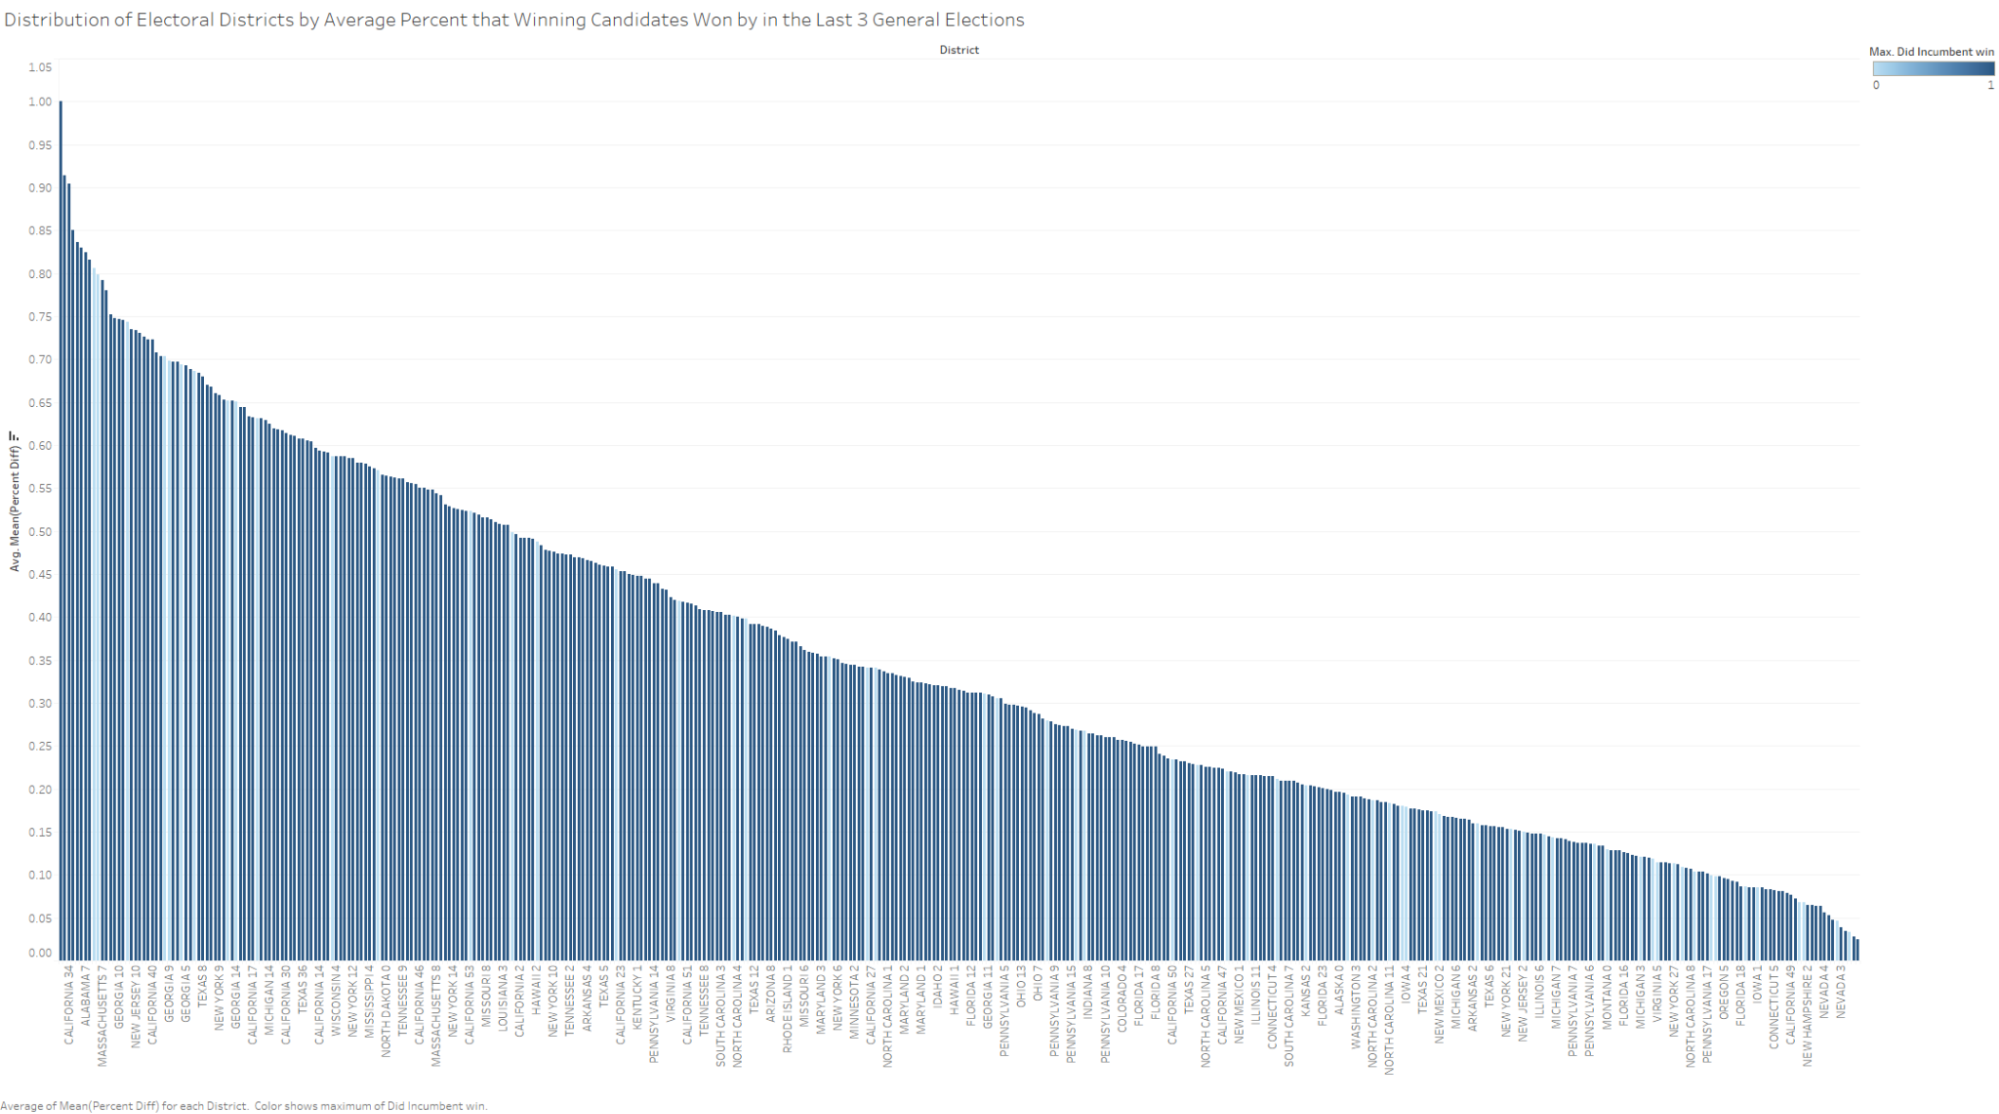 Distribution of Electoral Districts by Average Percent that Winning Candidates Won by in the Last 3 General Elections
District
Max. Did Incumbent win
0 1
1.05
1.00
0.95
0.90
0.85
0.80
0.75
0.70
0.65
0.60
0.55
0.50
0.45
0.40
0.35
0.30
0.25
0.20
0.15
0.10
0.05
0.00
Avg. Mean(Percent Diff)
CALIFORNIA 34
ALABAMA 7
MASSACHUSETTS 7
GEORGIA 10
NEW JERSEY 10
CALIFORNIA 40
GEORGIA 9
GEORGIA 5
TEXAS 8
NEW YORK 9
GEORGIA 14
CALIFORNIA 17
MICHIGAN 14
CALIFORNIA 30
TEXAS 36
CALIFORNIA 14
WISCONSIN 4
NEW YORK 12
MISSISSIPPI 4
NORTH DAKOTA 0
TENNESSEE 9
CALIFORNIA 46
MASSACHUSETTS 8
NEW YORK 14
CALIFORNIA 53
MISSOURI 8
LOUISIANA 3
CALIFORNIA 2
HAWAII 2
NEW YORK 10
TENNESSEE 2
ARKANSAS 4
TEXAS 5
CALIFORNIA 23
KENTUCKY 1
PENNSYLVANIA 14
VIRGINIA 8
CALIFORNIA 51
TENNESSEE 8
SOUTH CAROLINA 3
NORTH CAROLINA 4
TEXAS 12
ARIZONA 8
RHODE ISLAND 1
MISSOURI 6
MARYLAND 3
NEW YORK 6
MINNESOTA 2
CALIFORNIA 27
NORTH CAROLINA 1
MARYLAND 2
MARYLAND 1
IDAHO 2
HAWAII 1
FLORIDA 12
GEORGIA 11
PENNSYLVANIA 5
OHIO 13
OHIO 7
PENNSYLVANIA 9
PENNSYLVANIA 15
INDIANA 8
PENNSYLVANIA 10
COLORADO 4
FLORIDA 17
FLORIDA 8
CALIFORNIA 50
TEXAS 27
NORTH CAROLINA 5
CALIFORNIA 47
NEW MEXICO 1
ILLINOIS 11
CONNECTICUT 4
SOUTH CAROLINA 7
KANSAS 2
FLORIDA 23
ALASKA 0
WASHINGTON 3
NORTH CAROLINA 2
NORTH CAROLINA 11
IOWA 4
TEXAS 21
NEW MEXICO 2
MICHIGAN 6
ARKANSAS 2
TEXAS 6
NEW YORK 21
NEW JERSEY 2
ILLINOIS 6
MICHIGAN 7
PENNSYLVANIA 7
PENNSYLVANIA 6
MONTANA 0
FLORIDA 16
MICHIGAN 3
VIRGINIA 5
NEW YORK 27
NORTH CAROLINA 8
PENNSYLVANIA 17
OREGON 5
FLORIDA 18
IOWA 1
CONNECTICUT 5
CALIFORNIA 49
NEW HAMPSHIRE 2
NEVADA 4
NEVADA 3
Average of Mean(Percent Diff) for each District. Color shows maximum of Did Incumbent win.